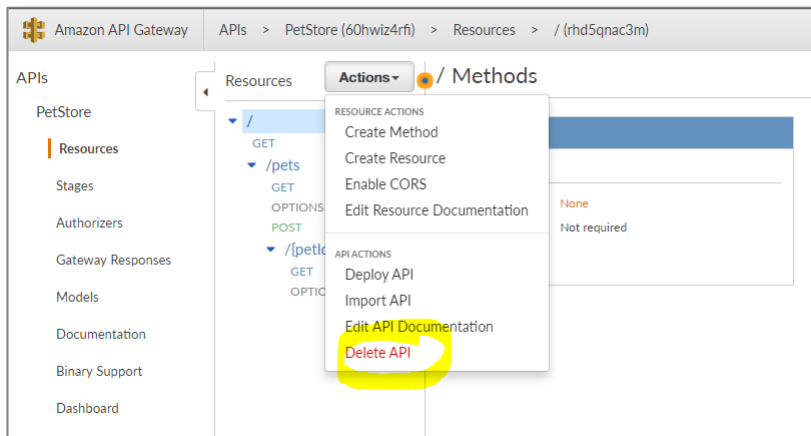 Amazon API Gateway APIs > PetStore (60hwiz4rfi) > Resources > / (rhd5qnac3m)
APIs
PetStore
Resources
Stages
Authorizers
Gateway Responses
Models
Documentation
Binary Support
Dashboard
Resources
Actions
/ Methods
/
GET
/pets
GET
OPTIONS
POST
/{petId
GET
OPTIO
RESOURCE ACTIONS
Create Method
Create Resource
Enable CORS
Edit Resource Documentation
API ACTIONS
Deploy API
Import API
Edit API Documentation
Delete API
None
Not required